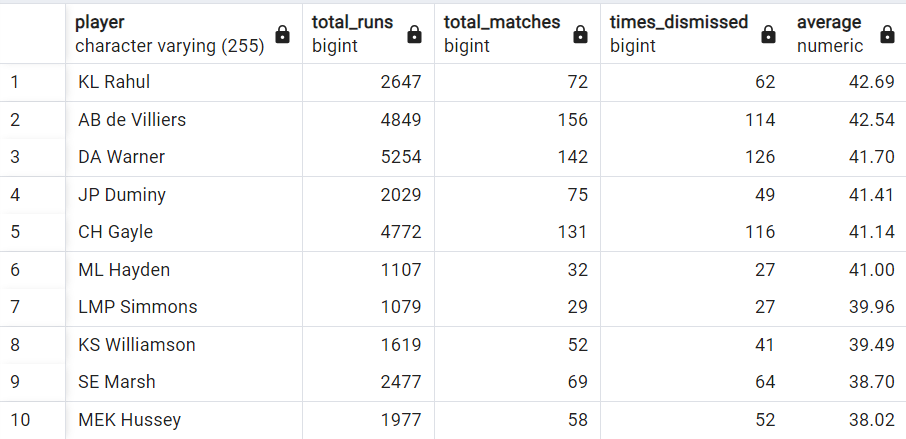 player total_runs total_matches times_dismissed average
character varying (255) bigint bigint bigint numeric
1 KL Rahul 2647 72 62 42.69
2 AB de Villiers 4849 156 114 42.54
3 DA Warner 5254 142 126 41.70
4 JP Duminy 2029 75 49 41.41
5 CH Gayle 4772 131 116 41.14
6 ML Hayden 1107 32 27 41.00
7 LMP Simmons 1079 29 27 39.96
8 KS Williamson 1619 52 41 39.49
9 SE Marsh 2477 69 64 38.70
10 MEK Hussey 1977 58 52 38.02